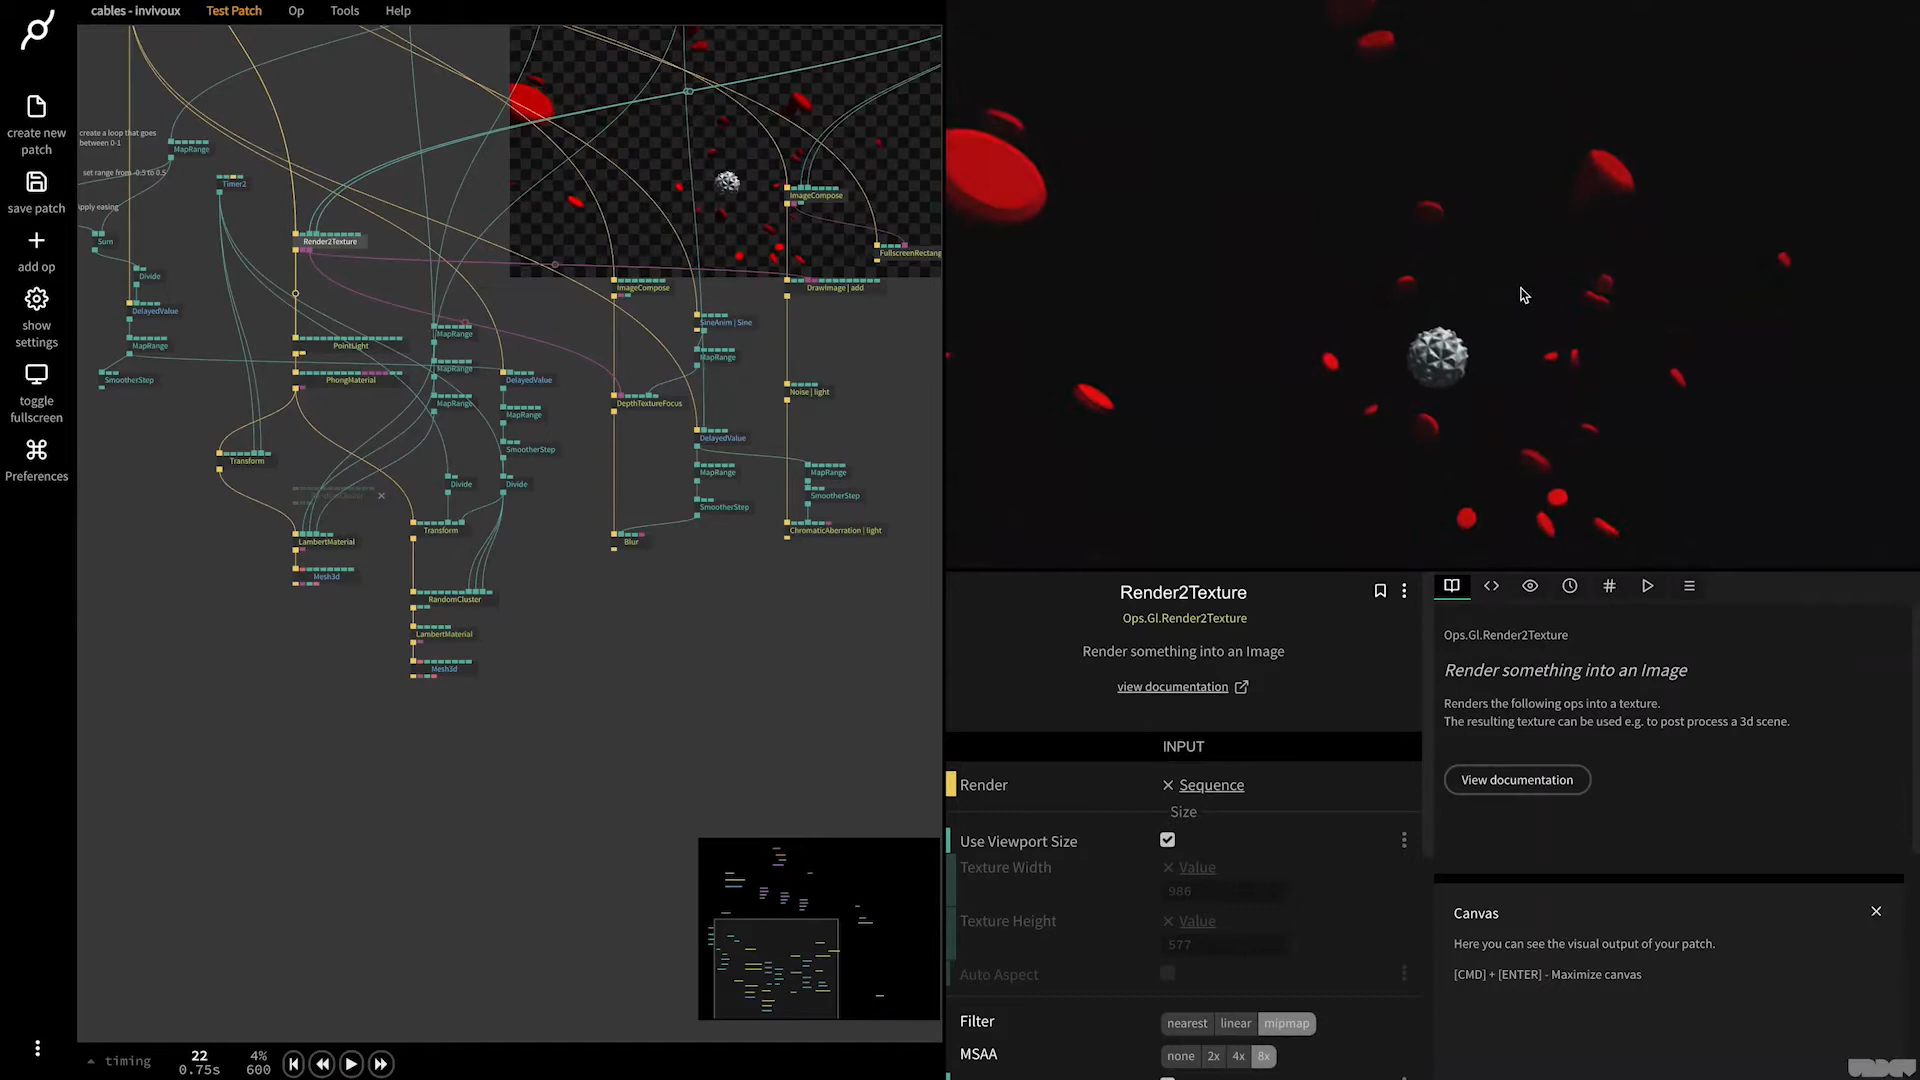 cables - invivoux
Test Patch
Op
Tools
Help
create new
patch
save patch
add op
show
settings
toggle
fullscreen
Preferences
create a loop that goes
between 0-1
MapRange
set range from -0.5 to 0.5
Timer2
Apply easing
Sum
Render2Texture
Divide
DelayedValue
MapRange
SmootherStep
PointLight
PhongMaterial
Transform
MapRange
MapRange
MapRange
DelayedValue
MapRange
SmootherStep
Divide
Divide
Transform
LambertMaterial
Mesh3d
RandomCluster
LambertMaterial
Mesh3d
ImageCompose
FullscreenRectang
ImageCompose
DrawImage | add
SineAnim | Sine
MapRange
DepthTextureFocus
Noise | light
DelayedValue
MapRange
MapRange
SmootherStep
SmootherStep
Blur
ChromaticAberration | light
Render2Texture
Ops.Gl.Render2Texture
Render something into an Image
view documentation
INPUT
Render
Sequence
Size
Use Viewport Size
Texture Width
Value
986
Texture Height
Value
577
Auto Aspect
Filter
nearest
linear
mipmap
MSAA
none
2x
4x
8x
Ops.Gl.Render2Texture
Render something into an Image
Renders the following ops into a texture.
The resulting texture can be used e.g. to post process a 3d scene.
View documentation
Canvas
Here you can see the visual output of your patch.
[CMD] + [ENTER] - Maximize canvas
timing
22
0.75s
4%
600